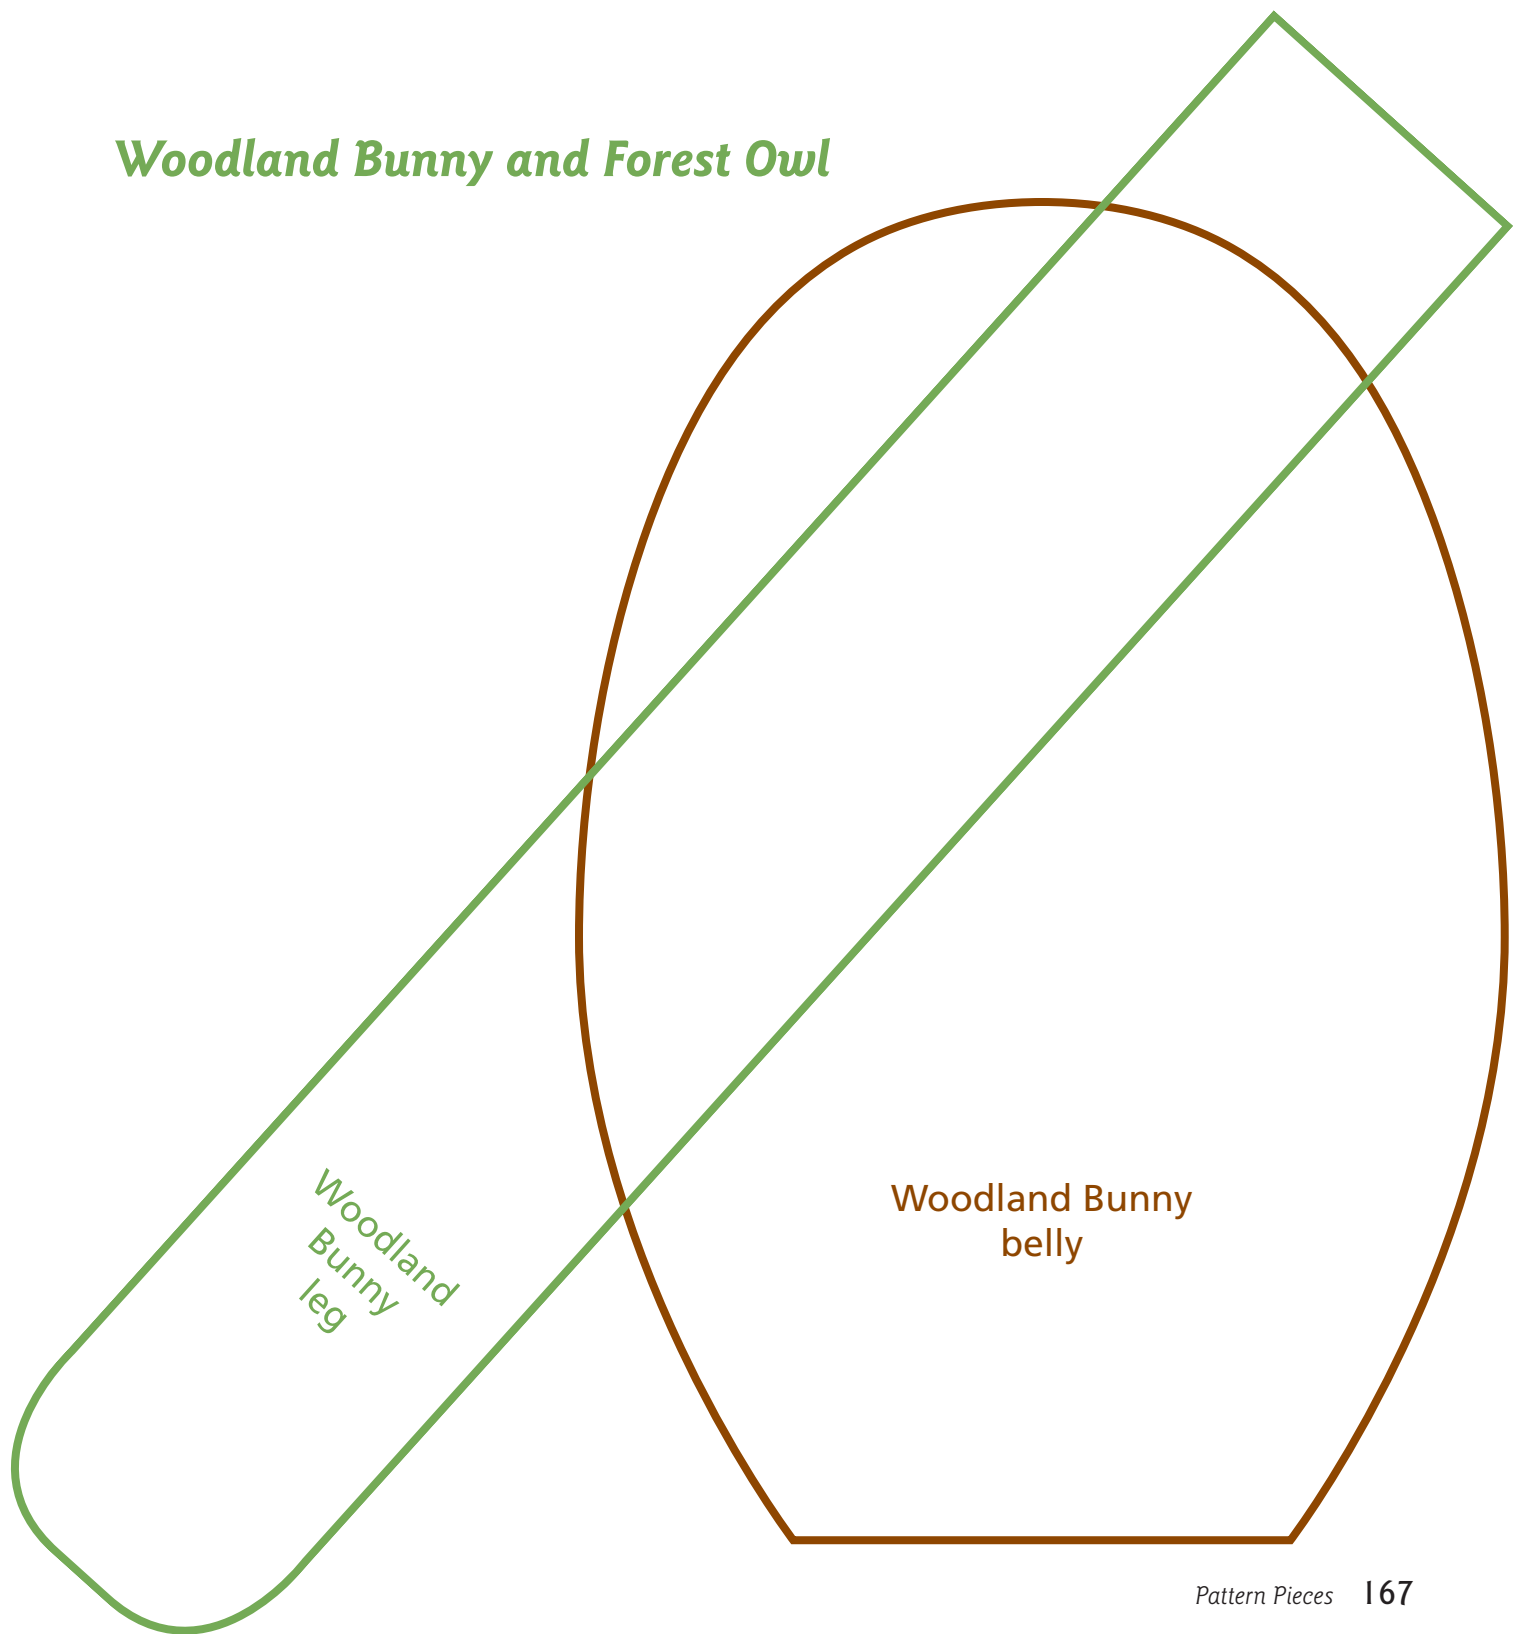 Woodland Bunny and Forest Owl
Woodland
Bunny
leg
Woodland Bunny
belly
Pattern Pieces 167